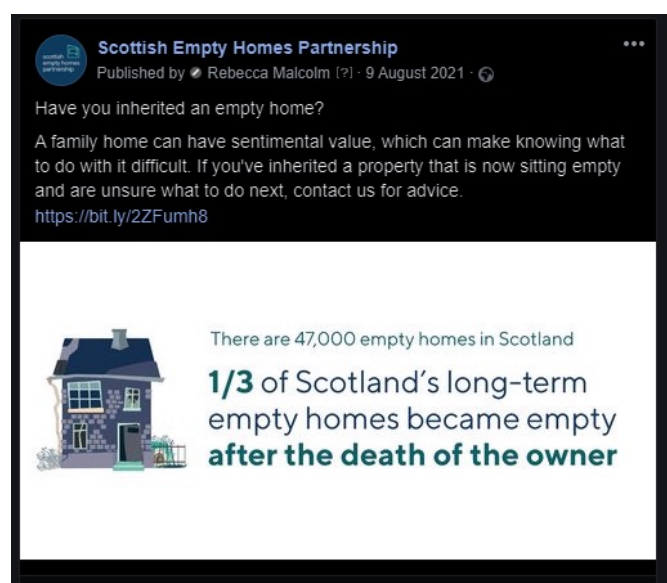 scottish
empty homes
partnership
Scottish Empty Homes Partnership
Published by Rebecca Malcolm [?] · 9 August 2021 ·
Have you inherited an empty home?
A family home can have sentimental value, which can make knowing what
to do with it difficult. If you've inherited a property that is now sitting empty
and are unsure what to do next, contact us for advice.
https://bit.ly/2ZFumh8
There are 47,000 empty homes in Scotland
1/3 of Scotland's long-term
empty homes became empty
after the death of the owner